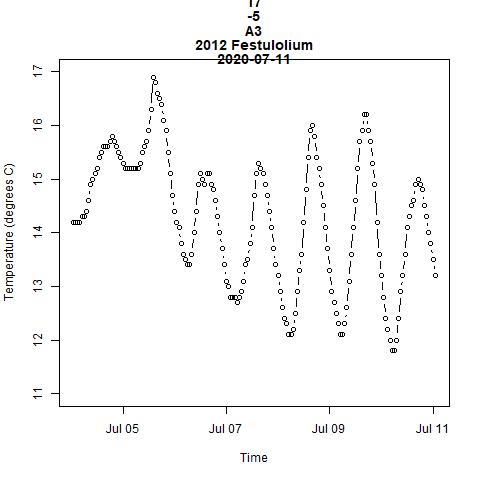 17
-5
A3
2012 Festulolium
2020-07-11
Temperature (degrees C)
17
16
15
14
13
12
11
Jul 05
Jul 07
Jul 09
Jul 11
Time